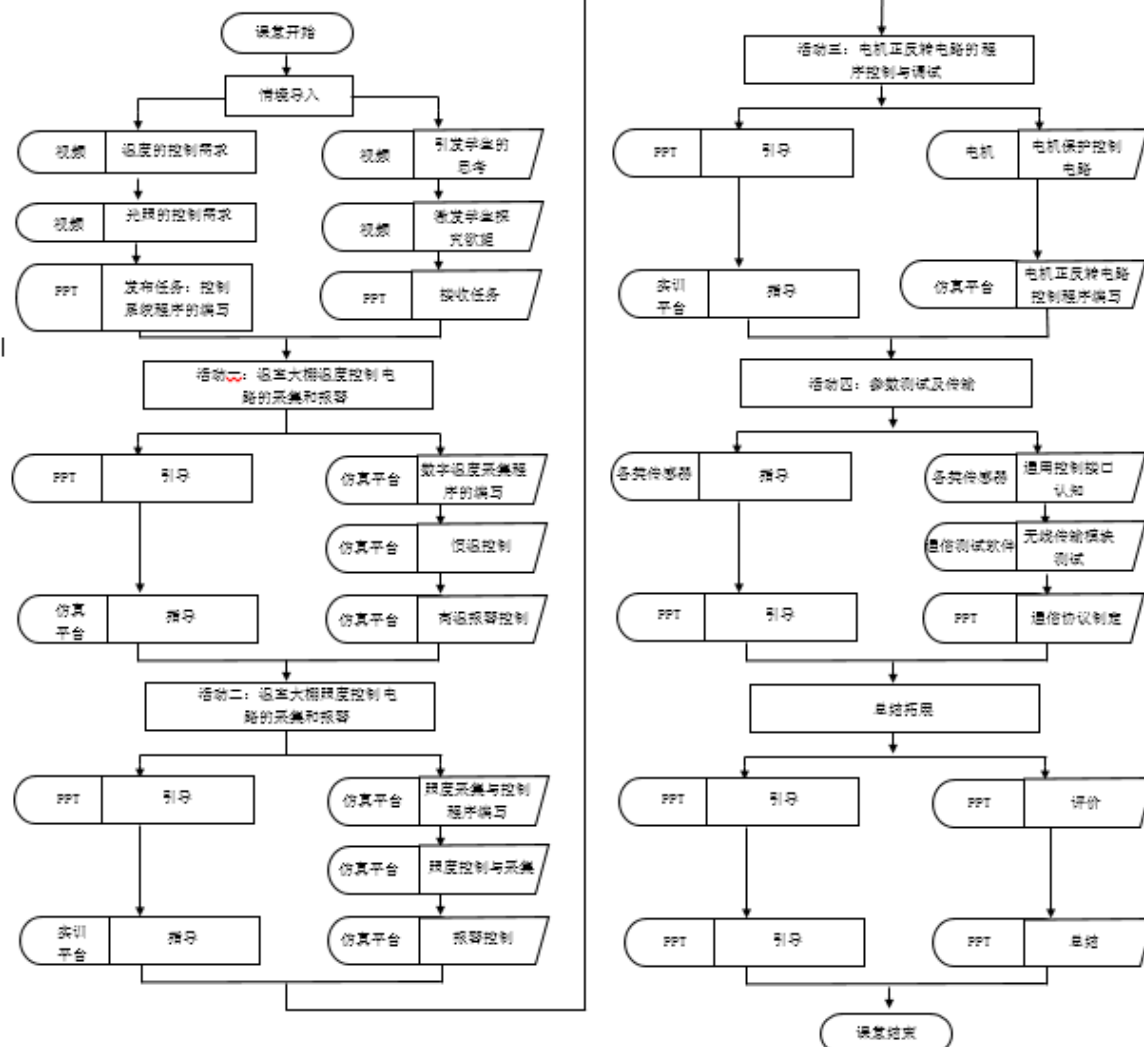 课堂开始
情境导入
视频
温度的控制需求
视频
引发学生的
思考
视频
光照的控制需求
视频
激发学生探
究欲望
PPT
发布任务：控制
系统程序的编写
PPT
接收任务
活动一：温室大棚温度控制电
路的采集和报警
PPT
引导
仿真平台
数字温度采集程
序的编写
仿真平台
恒温控制
仿真
平台
指导
仿真平台
高温报警控制
活动二：温室大棚照度控制电
路的采集和报警
PPT
引导
仿真平台
照度采集与控制
程序编写
仿真平台
照度控制与采集
实训
平台
指导
仿真平台
报警控制
活动三：电机正反转电路的程
序控制与调试
PPT
引导
电机
电机保护控制
电路
实训
平台
指导
仿真平台
电机正反转电路
控制程序编写
活动四：参数测试及传输
各类传感器
指导
各类传感器
通用控制接口
认知
通信测试软件
无线传输模块
测试
PPT
引导
PPT
通信协议制定
总结拓展
PPT
引导
PPT
评价
PPT
引导
PPT
总结
课堂结束